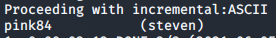 Proceeding with incremental:ASCII
pink84 (steven)